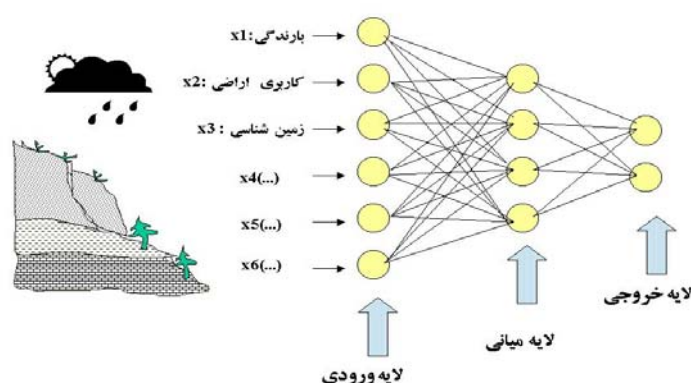 x1:بارندگی
x2: کاربری اراضی
x3 : زمین شناسی
x4(...)
x5(...)
x6(...)
لایه خروجی
لایه میانی
لایه ورودی